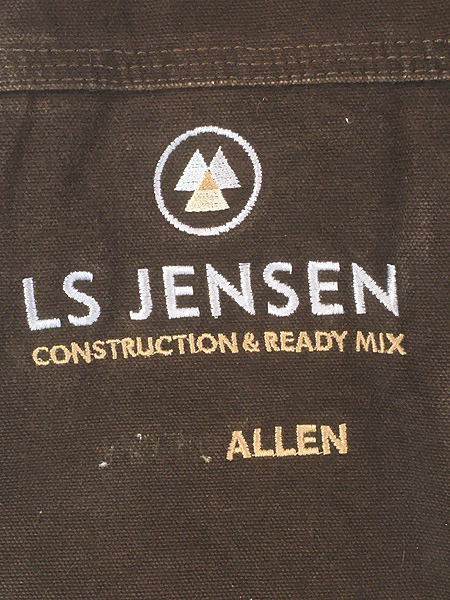 LS JENSEN
CONSTRUCTION & READY MIX
ALLEN